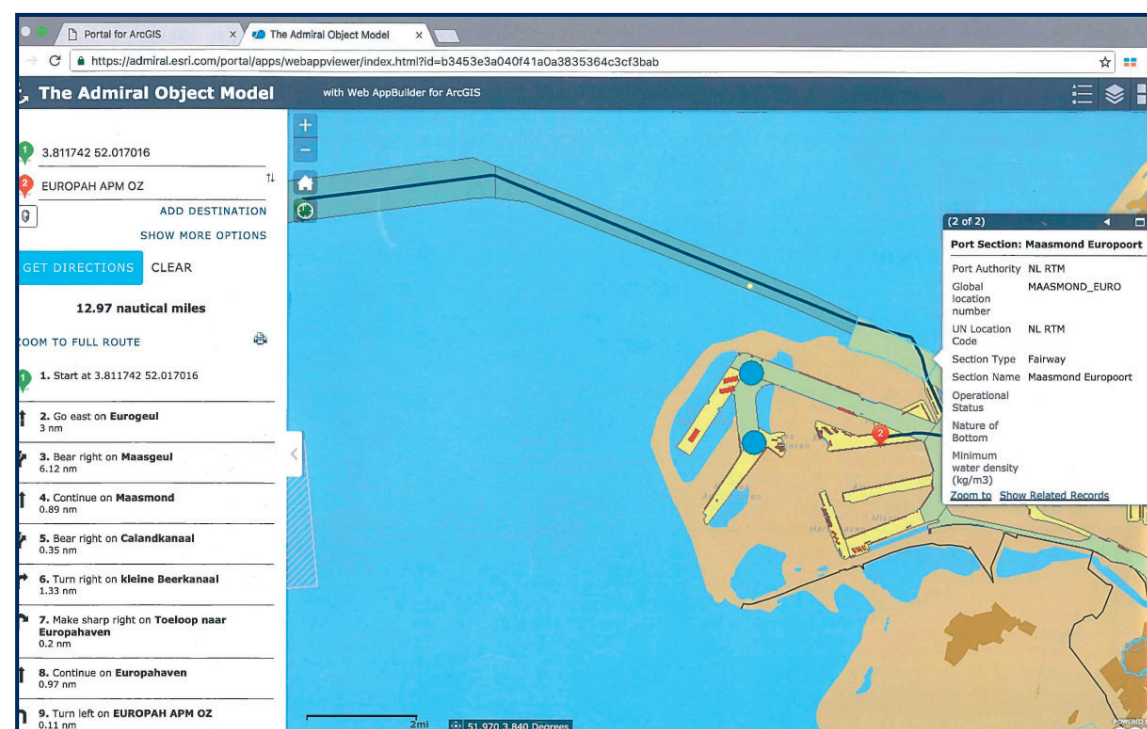 Portal for ArcGIS
The Admiral Object Model
https://admiral.esri.com/portal/apps/webappviewer/index.html?id=b3453e3a040f41a0a3835364c3cf3bab
The Admiral Object Model
with Web AppBuilder for ArcGIS
1
3.811742 52.017016
2
EUROPAH APM OZ
ADD DESTINATION
SHOW MORE OPTIONS
GET DIRECTIONS CLEAR
12.97 nautical miles
ZOOM TO FULL ROUTE
1
1. Start at 3.811742 52.017016
2. Go east on Eurogeul
3 nm
3. Bear right on Maasgeul
6.12 nm
4. Continue on Maasmond
0.89 nm
5. Bear right on Calandkanaal
0.35 nm
6. Turn right on kleine Beerkanaal
1.33 nm
7. Make sharp right on Toeloop naar
Europahaven
0.2 nm
8. Continue on Europahaven
0.97 nm
9. Turn left on EUROPAH APM OZ
0.11 nm
(2 of 2)
Port Section: Maasmond Europoort
Port Authority NL RTM
Global
location
number
MAASMOND_EURO
UN Location
Code
NL RTM
Section Type Fairway
Section Name Maasmond Europoort
Operational
Status
Nature of
Bottom
Minimum
water density
(kg/m3)
Zoom to Show Related Records
2
2mi
51.970 3.840 Degrees